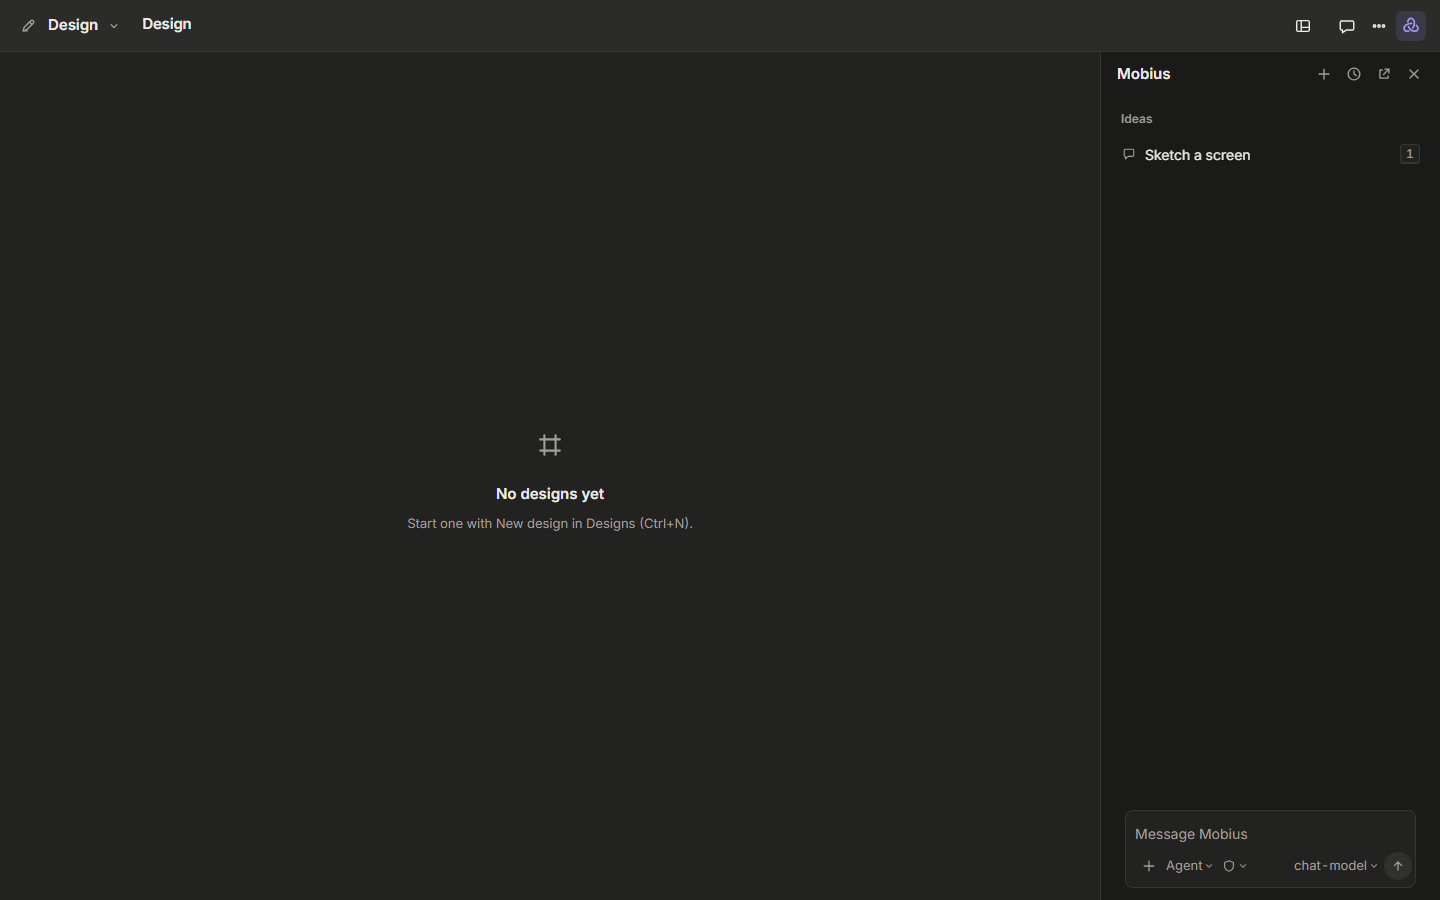 Design
Design
Mobius
Ideas
Sketch a screen
1
No designs yet
Start one with New design in Designs (Ctrl+N).
Message Mobius
Agent
chat-model